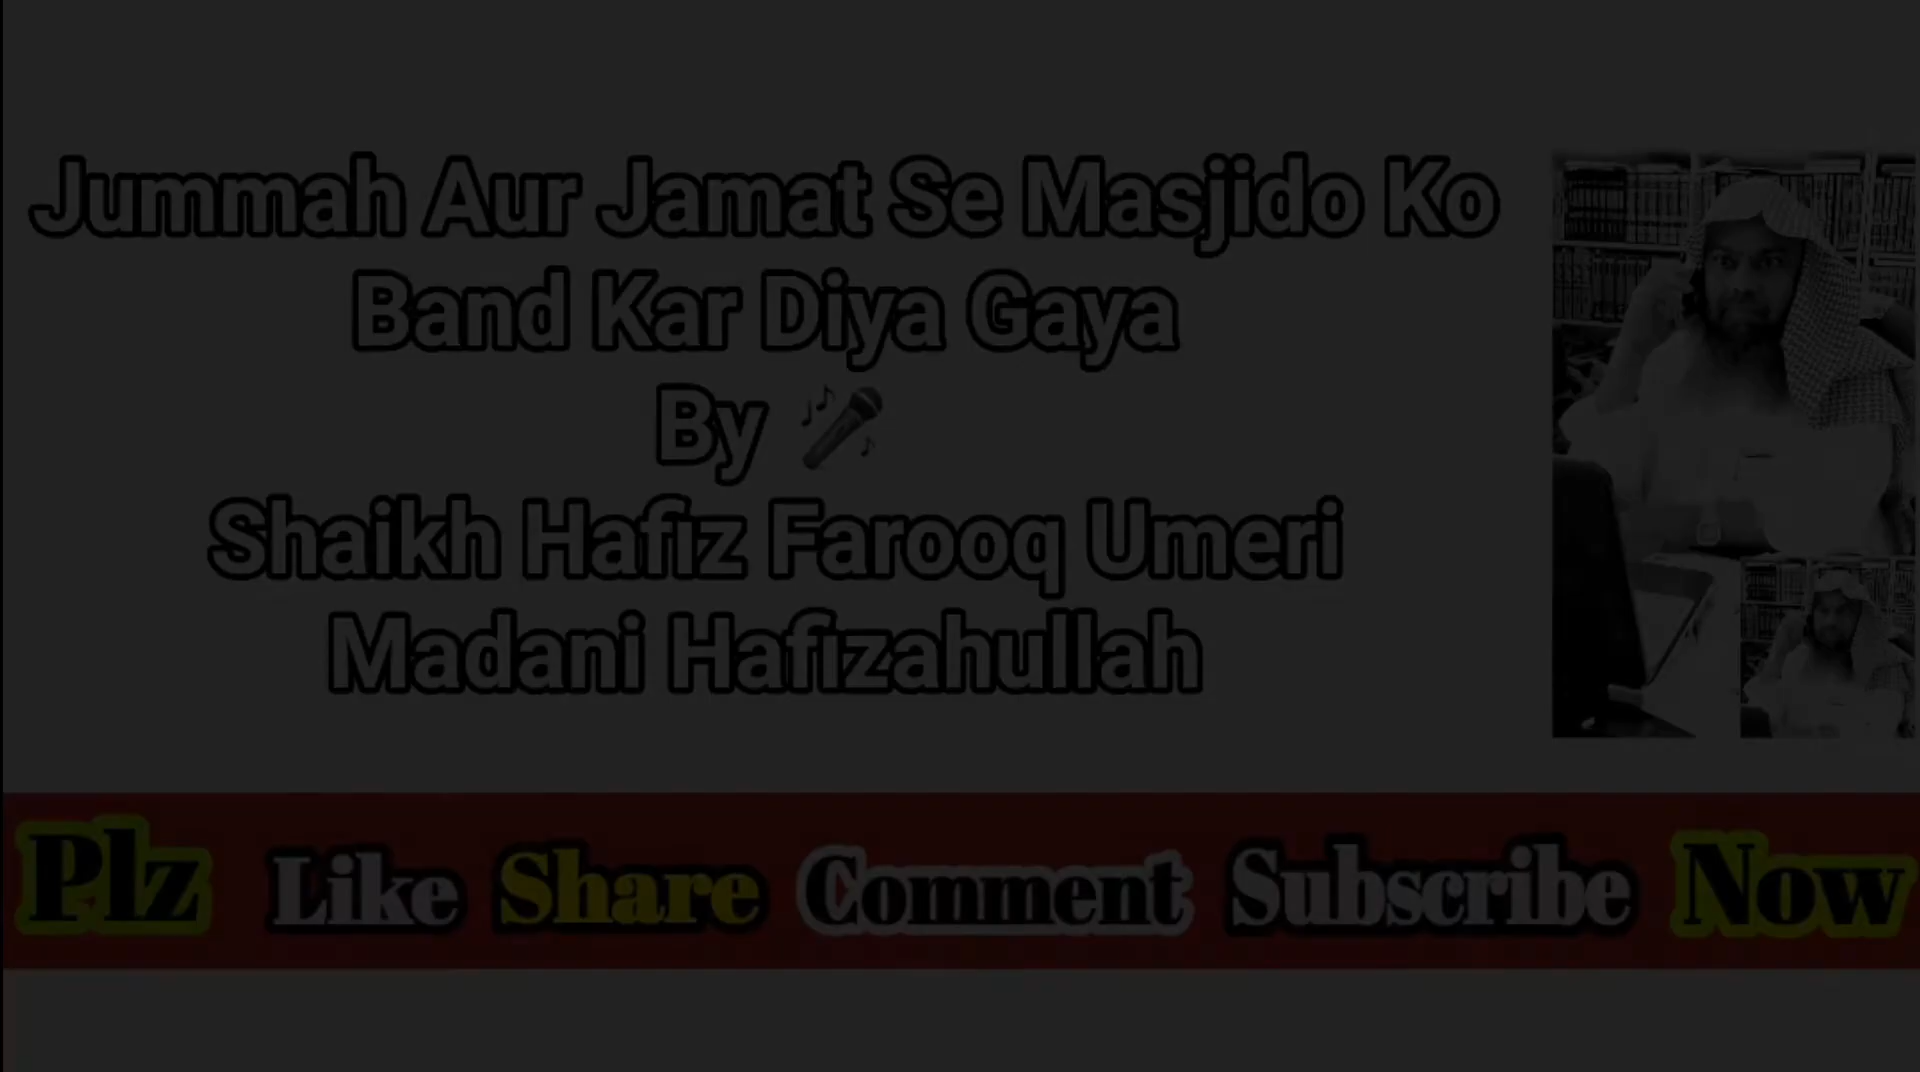 Jummah Aur Jamat Se Masjido Ko
Band Kar Diya Gaya
By 🎤
Shaikh Hafiz Farooq Umeri
Madani Hafizahullah
Plz Like Share Comment Subscribe Now